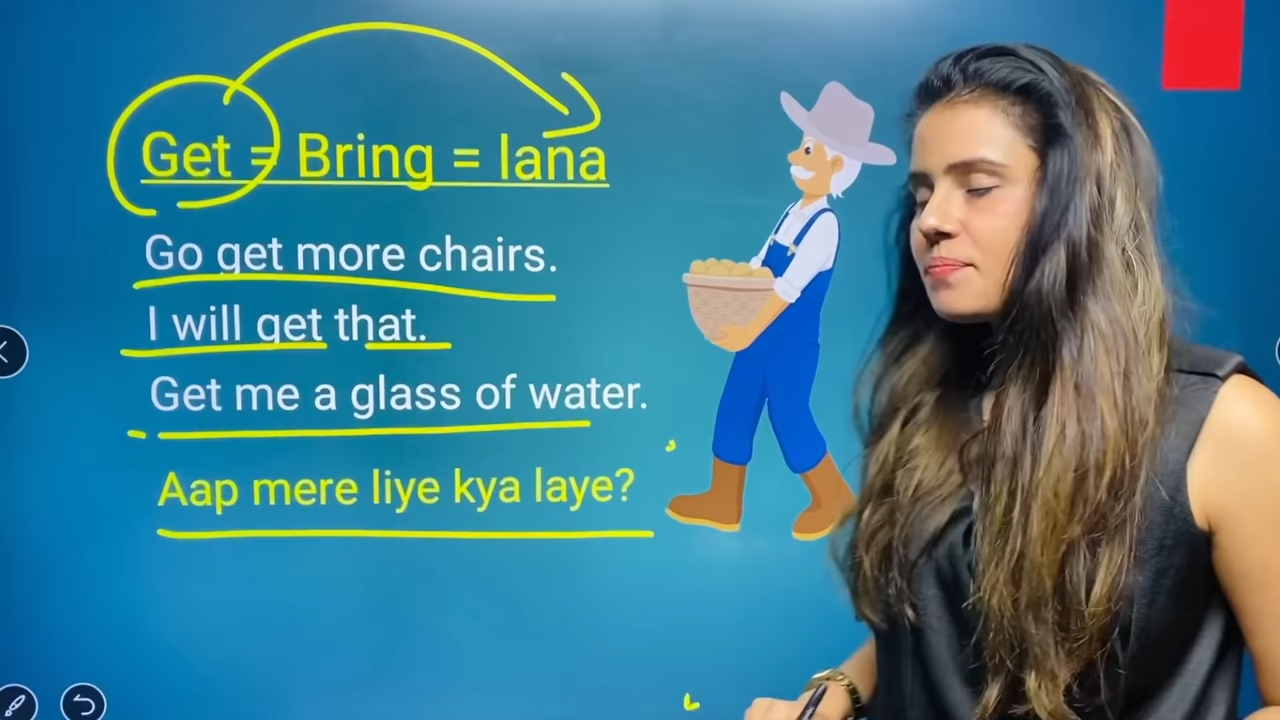 Get = Bring = lana
Go get more chairs.
I will get that.
Get me a glass of water.
Aap mere liye kya laye?